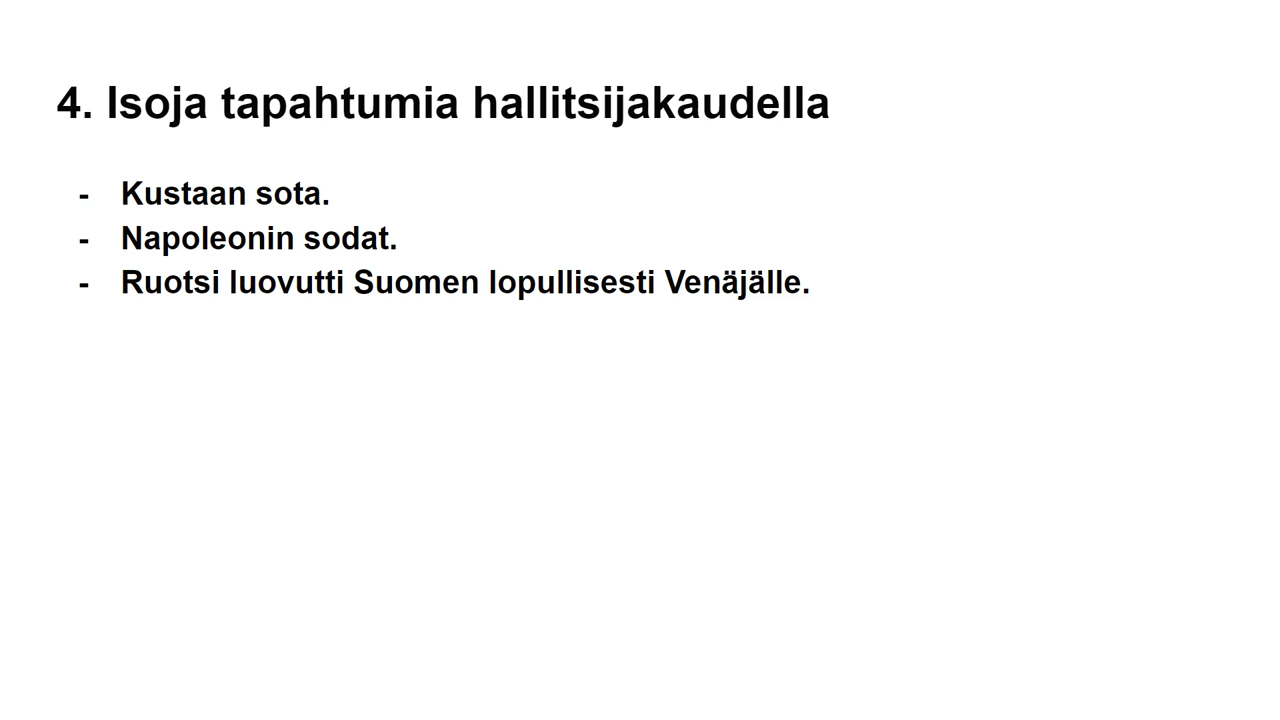 4. Isoja tapahtumia hallitsijakaudella
- Kustaan sota.
- Napoleonin sodat.
- Ruotsi luovutti Suomen lopullisesti Venäjälle.